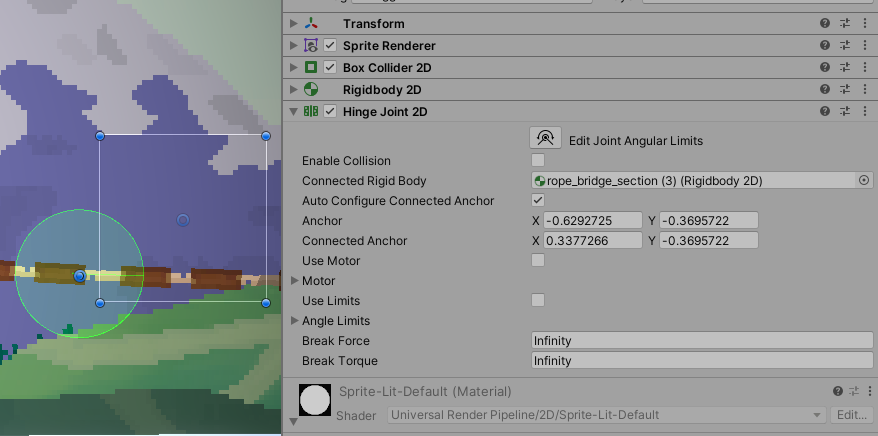 Transform
Sprite Renderer
Box Collider 2D
Rigidbody 2D
Hinge Joint 2D
Edit Joint Angular Limits
Enable Collision
Connected Rigid Body rope_bridge_section (3) (Rigidbody 2D)
Auto Configure Connected Anchor
Anchor X -0.6292725 Y -0.3695722
Connected Anchor X 0.3377266 Y -0.3695722
Use Motor
Motor
Use Limits
Angle Limits
Break Force Infinity
Break Torque Infinity
Sprite-Lit-Default (Material)
Shader Universal Render Pipeline/2D/Sprite-Lit-Default Edit...